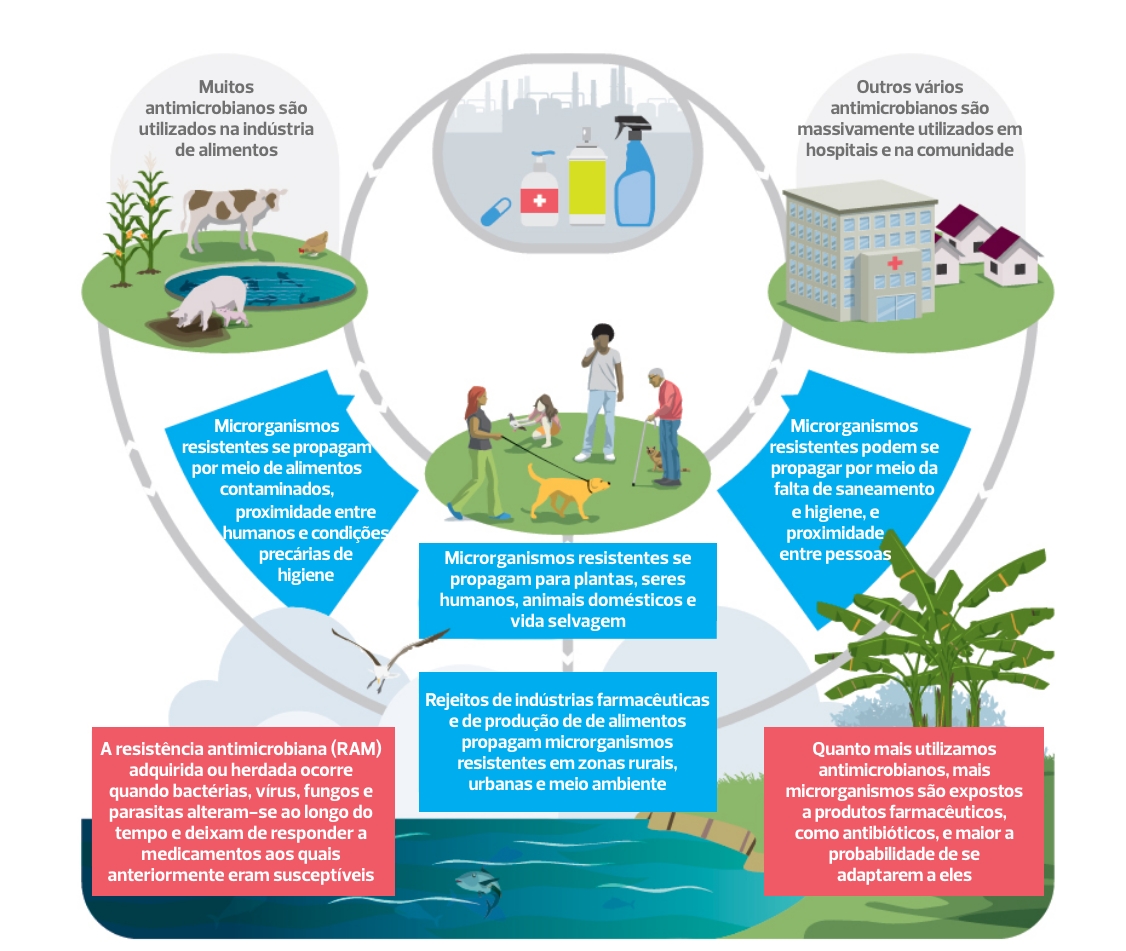 Muitos
antimicrobianos são
utilizados na indústria
de alimentos
Outros vários
antimicrobianos são
massivamente utilizados em
hospitais e na comunidade
Microrganismos
resistentes se propagam
por meio de alimentos
contaminados,
proximidade entre
humanos e condições
precárias de
higiene
Microrganismos
resistentes podem se
propagar por meio da
falta de saneamento
e higiene, e
proximidade
entre pessoas
Microrganismos resistentes se
propagam para plantas, seres
humanos, animais domésticos e
vida selvagem
Rejeitos de indústrias farmacêuticas
e de produção de de alimentos
propagam microrganismos
resistentes em zonas rurais,
urbanas e meio ambiente
A resistência antimicrobiana (RAM)
adquirida ou herdada ocorre
quando bactérias, vírus, fungos e
parasitas alteram-se ao longo do
tempo e deixam de responder a
medicamentos aos quais
anteriormente eram susceptíveis
Quanto mais utilizamos
antimicrobianos, mais
microrganismos são expostos
a produtos farmacêuticos,
como antibióticos, e maior a
probabilidade de se
adaptarem a eles